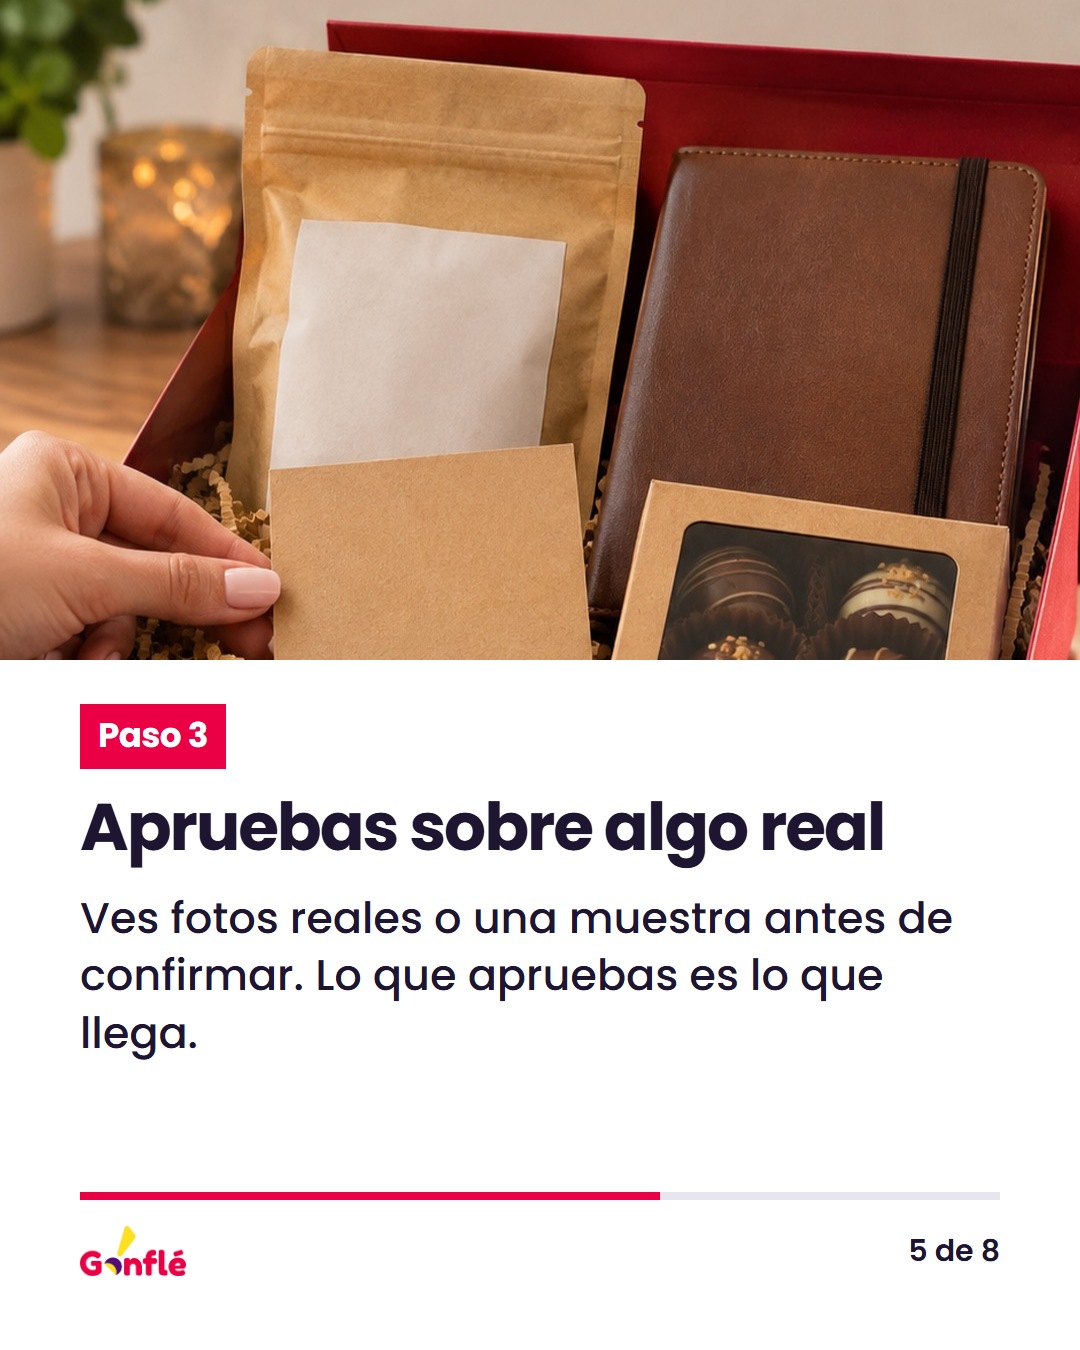 Paso 3
Apruebas sobre algo real
Ves fotos reales o una muestra antes de
confirmar. Lo que apruebas es lo que
llega.
Gonflé
5 de 8